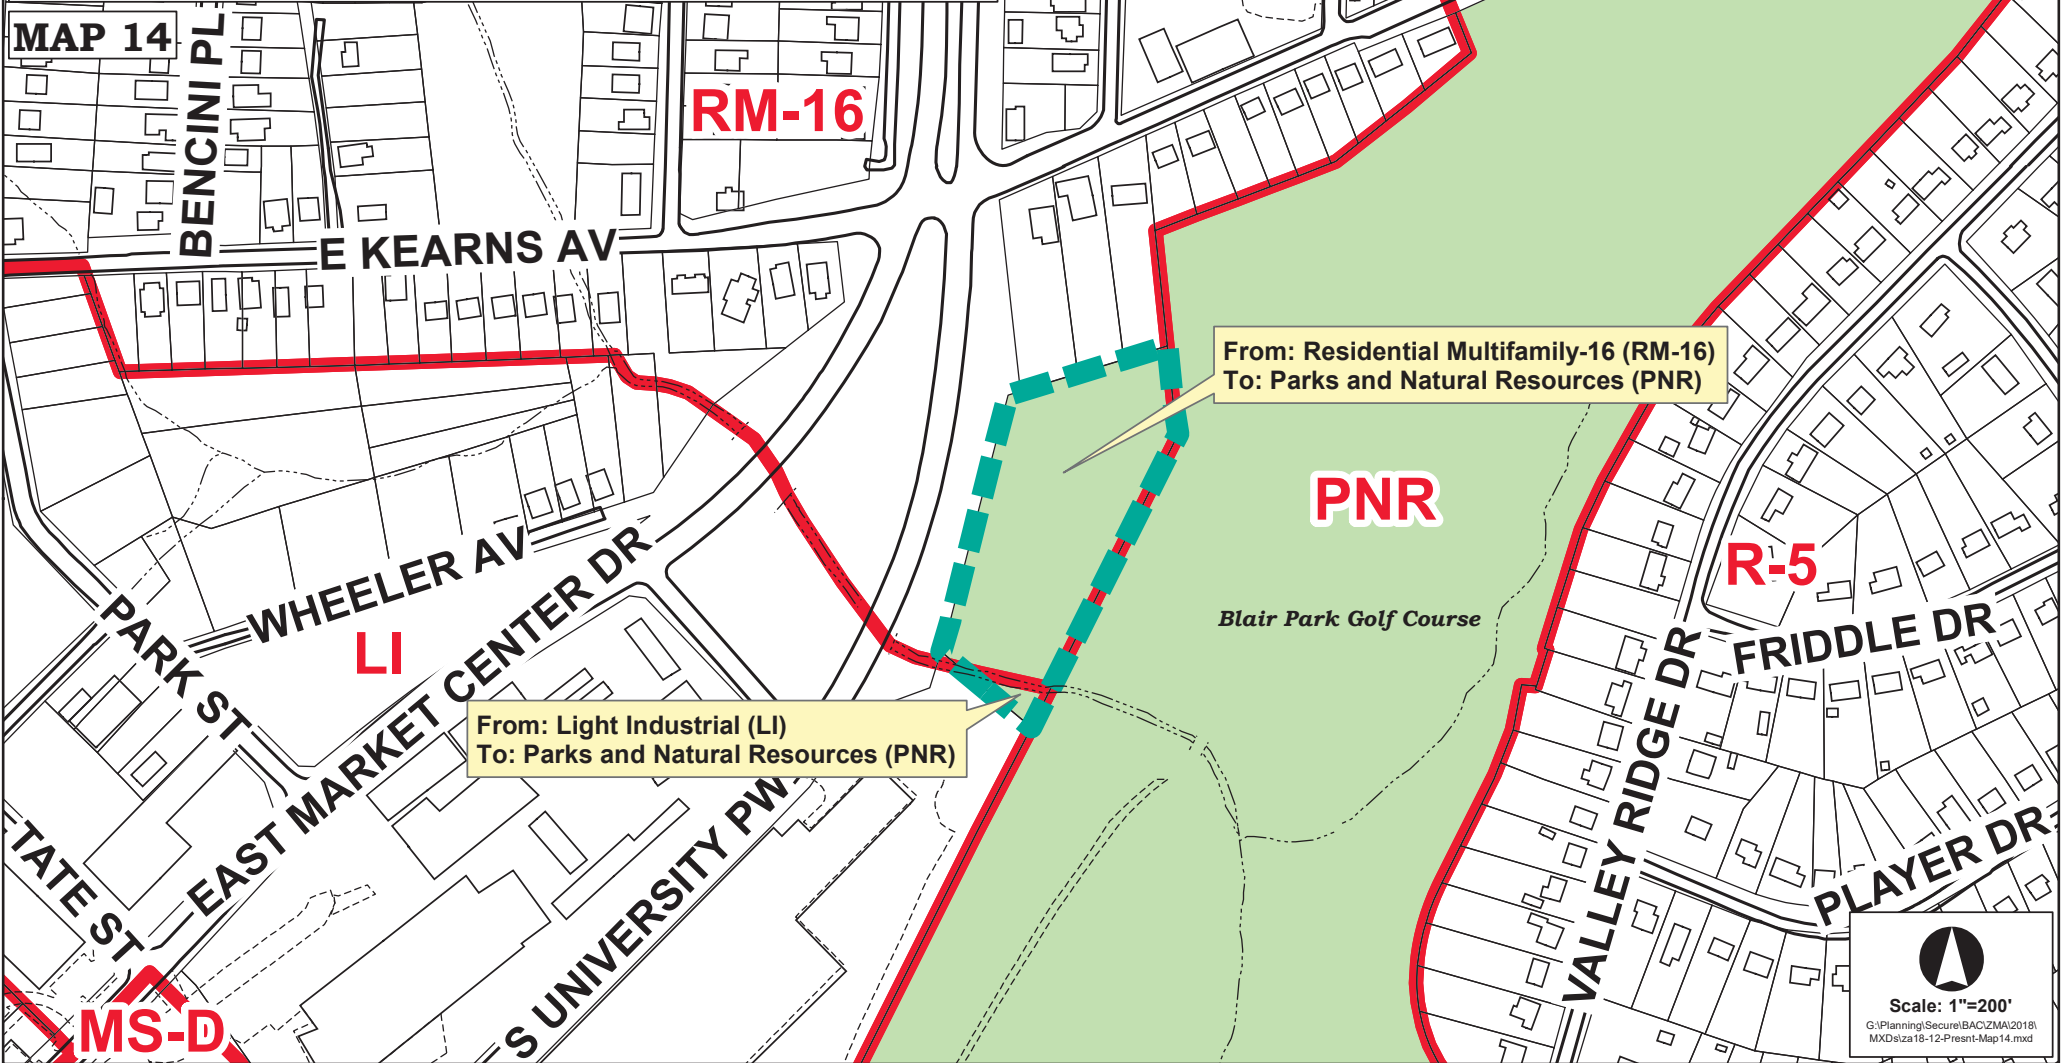 MAP 14
BENCINI PL
RM-16
E KEARNS AV
From: Residential Multifamily-16 (RM-16)
To: Parks and Natural Resources (PNR)
PNR
R-5
Blair Park Golf Course
WHEELER AV
LI
PARK ST
EAST MARKET CENTER DR
FRIDDLE DR
From: Light Industrial (LI)
To: Parks and Natural Resources (PNR)
S UNIVERSITY PW
VALLEY RIDGE DR
PLAYER DR
TATE ST
MS-D
Scale: 1"=200'
G:\Planning\Secure\BAC\ZMA\2018\
MXDs\za18-12-Presnt-Map14.mxd